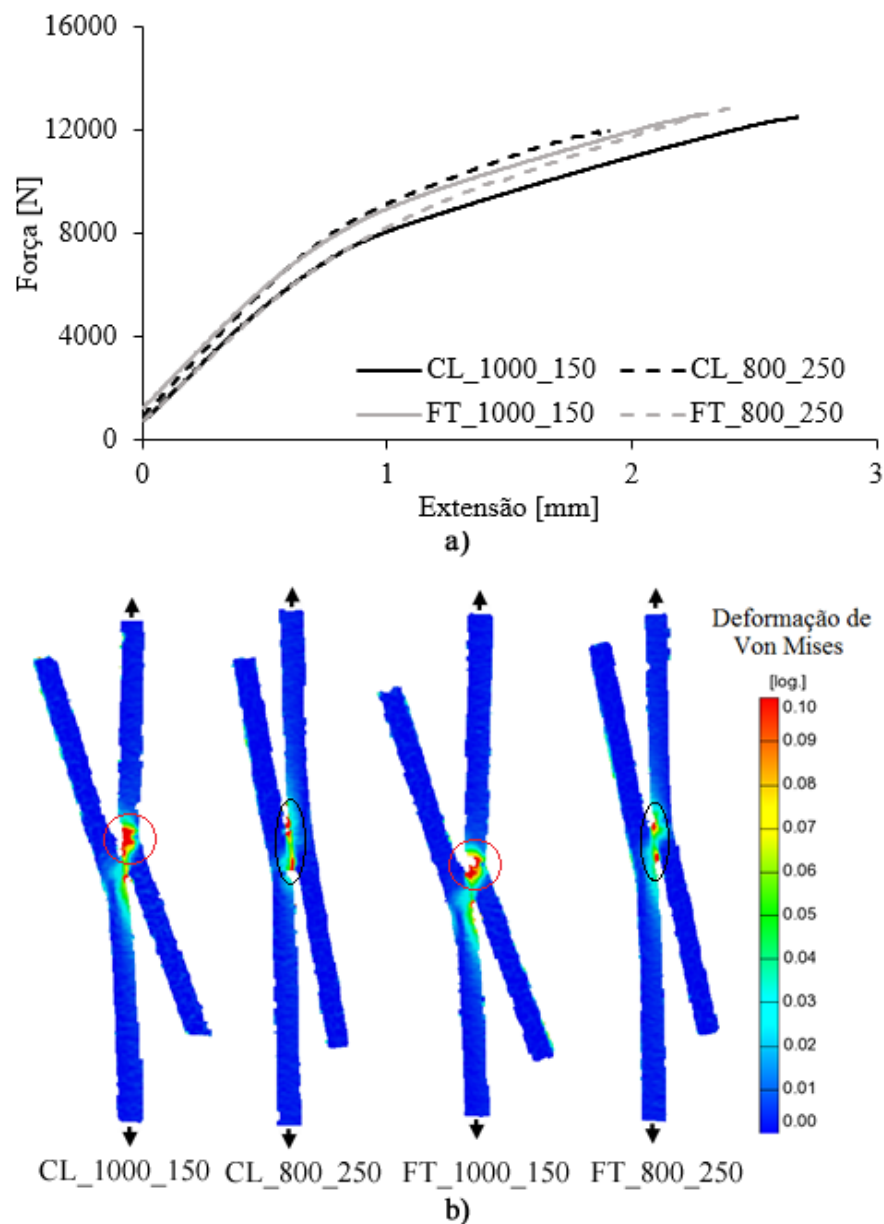 16000
12000
8000
4000
0
Força [N]
CL_1000_150 CL_800_250
FT_1000_150 FT_800_250
0 1 2 3
Extensão [mm]
a)
Deformação de
Von Mises
[log.]
0.10
0.09
0.08
0.07
0.06
0.05
0.04
0.03
0.02
0.01
0.00
CL_1000_150 CL_800_250 FT_1000_150 FT_800_250
b)